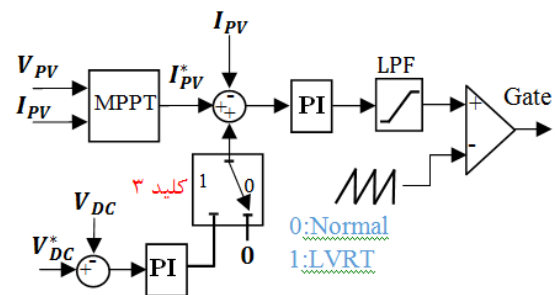 I_PV
V_PV
I_PV
MPPT
I*_PV
-
+
+
PI
LPF
+
-
Gate
کلید ۳
1
0
0
V_DC
V*_DC
-
+
PI
0:Normal
1:LVRT